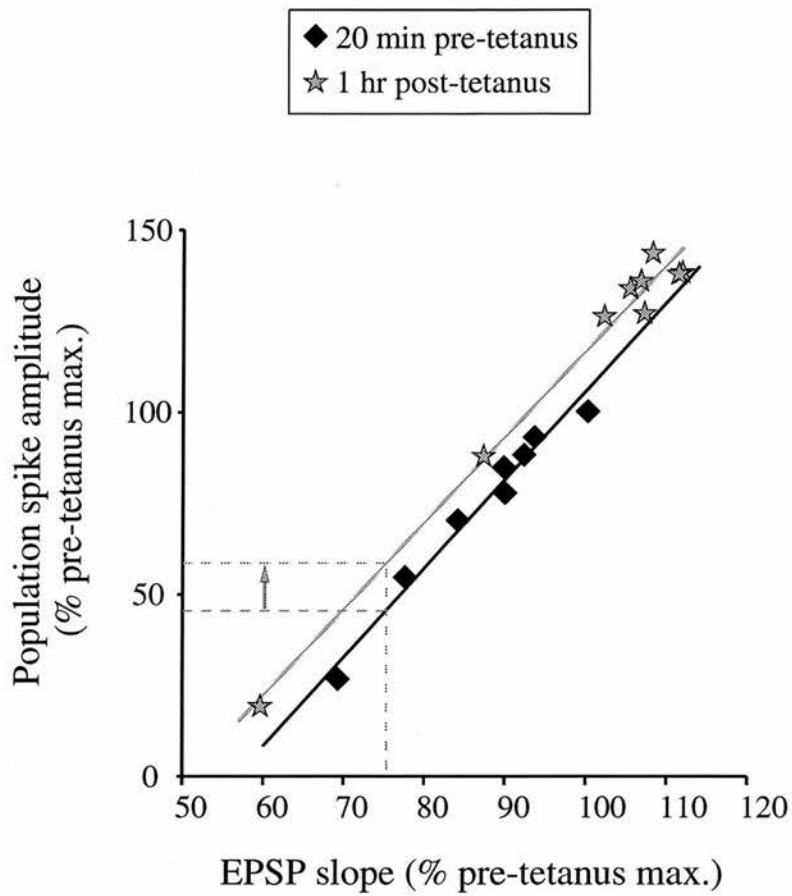 20 min pre-tetanus
1 hr post-tetanus
Population spike amplitude
(% pre-tetanus max.)
150
100
50
0
50 60 70 80 90 100 110 120
EPSP slope (% pre-tetanus max.)